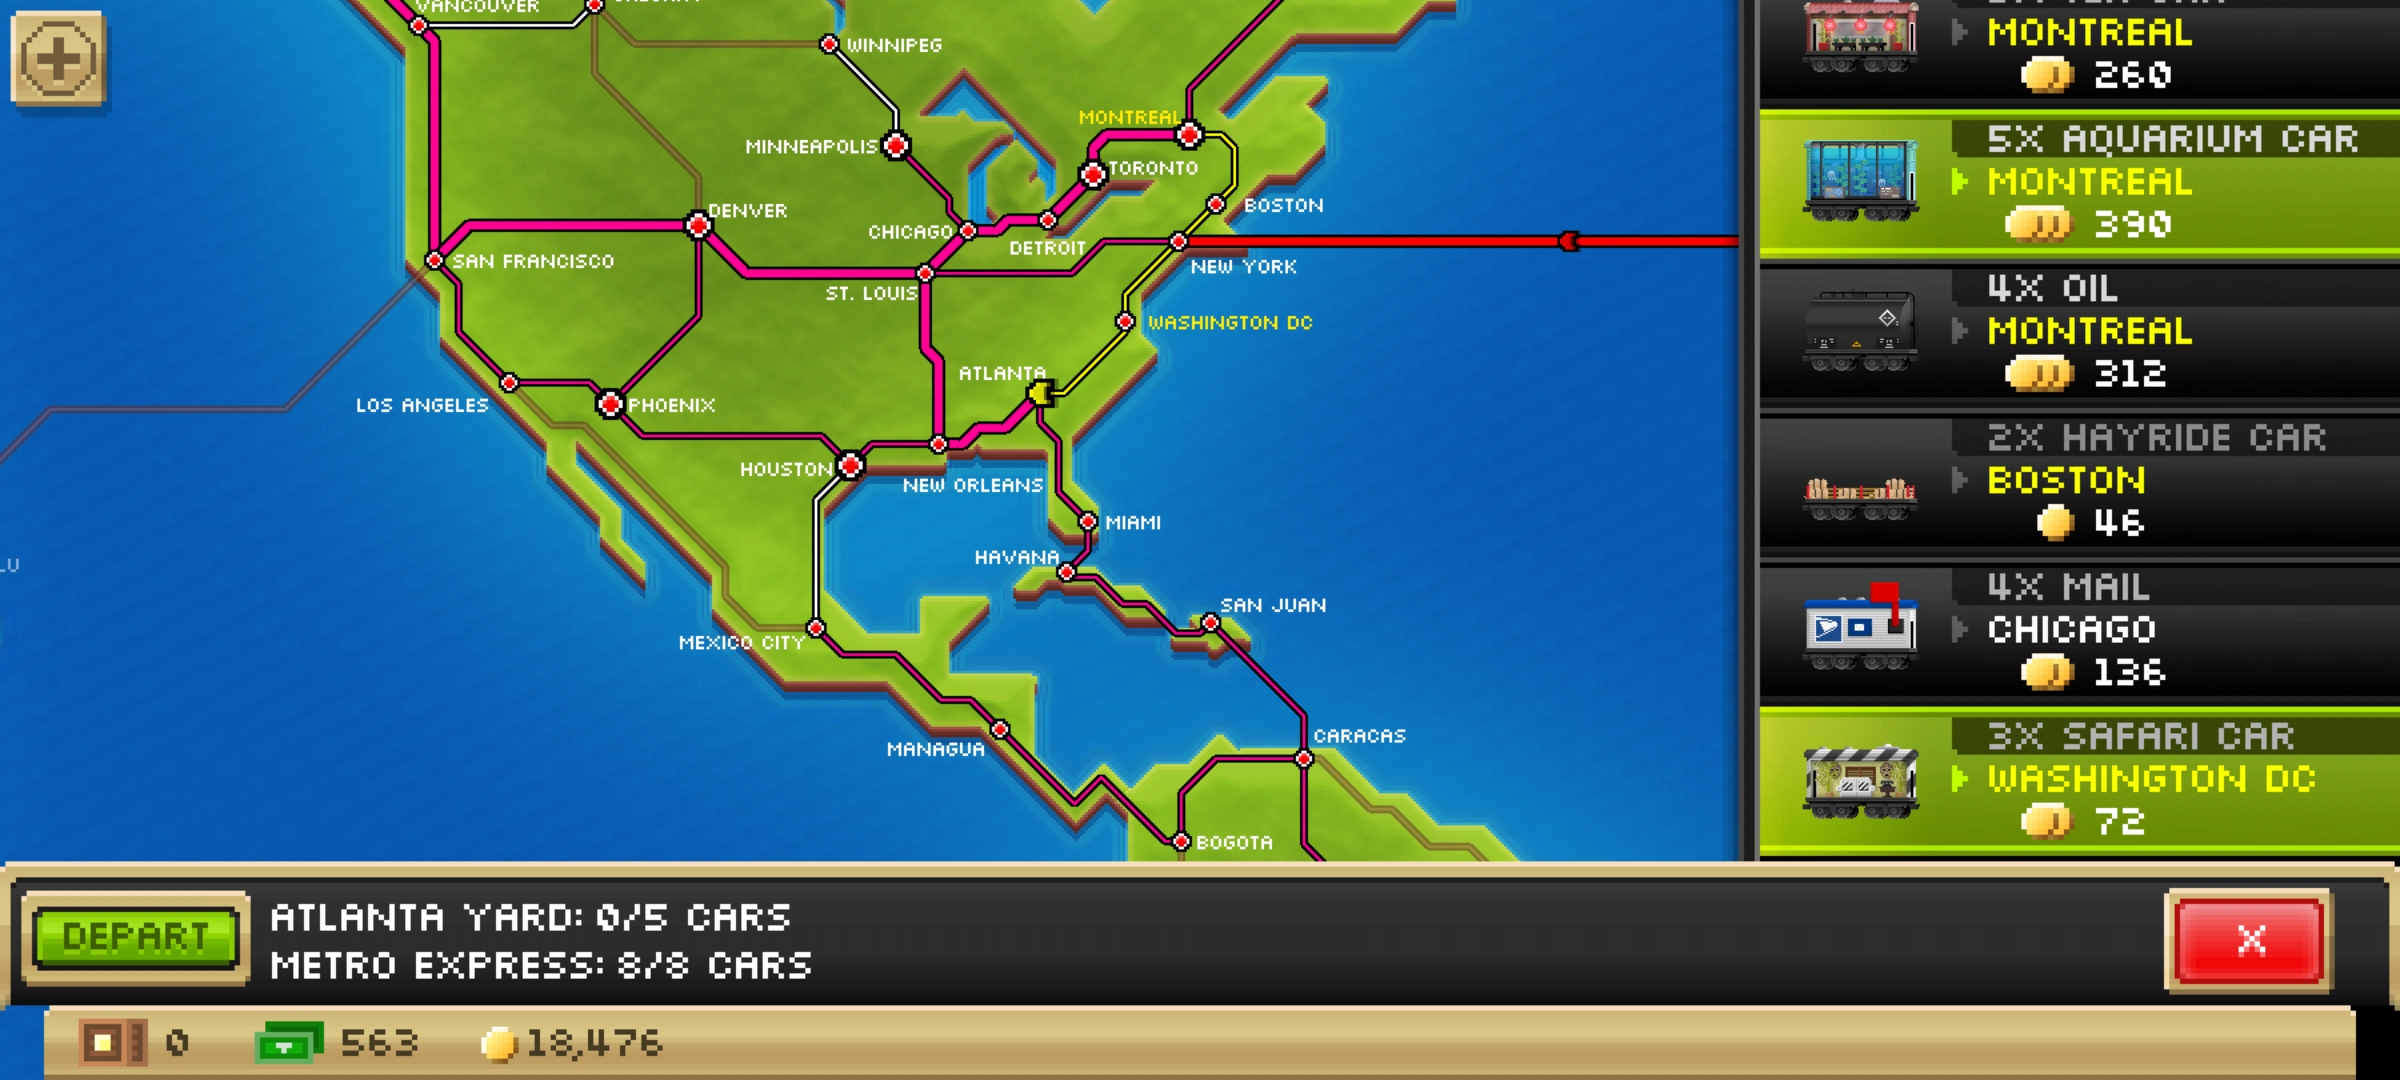 VANCOUVER
WINNIPEG
MONTREAL
MINNEAPOLIS
TORONTO
DENVER
BOSTON
CHICAGO
DETROIT
SAN FRANCISCO
NEW YORK
ST. LOUIS
WASHINGTON DC
ATLANTA
LOS ANGELES
PHOENIX
HOUSTON
NEW ORLEANS
MIAMI
HAVANA
LU
SAN JUAN
MEXICO CITY
CARACAS
MANAGUA
BOGOTA
MONTREAL
260
5X AQUARIUM CAR
MONTREAL
390
4X OIL
MONTREAL
312
2X HAYRIDE CAR
BOSTON
46
4X MAIL
CHICAGO
136
3X SAFARI CAR
WASHINGTON DC
72
DEPART
ATLANTA YARD: 0/5 CARS
METRO EXPRESS: 8/8 CARS
X
0
563
18,476